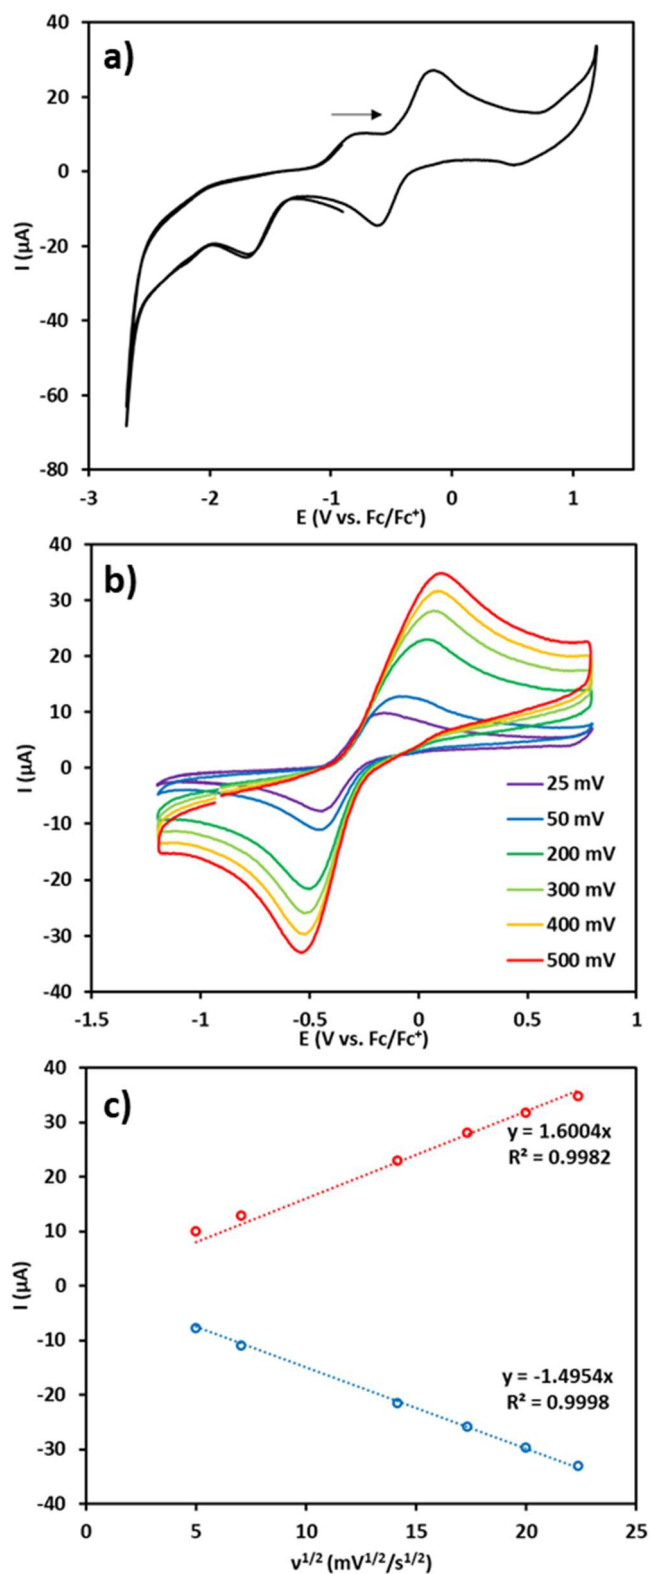 a)
40
20
0
-20
-40
-60
-80
I (µA)
-3 -2 -1 0 1
E (V vs. Fc/Fc⁺)
b)
40
30
20
10
0
-10
-20
-30
-40
I (µA)
25 mV
50 mV
200 mV
300 mV
400 mV
500 mV
-1.5 -1 -0.5 0 0.5 1
E (V vs. Fc/Fc⁺)
c)
40
30
20
10
0
-10
-20
-30
-40
I (µA)
y = 1.6004x
R² = 0.9982
y = -1.4954x
R² = 0.9998
0 5 10 15 20 25
ν¹/² (mV¹/²/s¹/²)